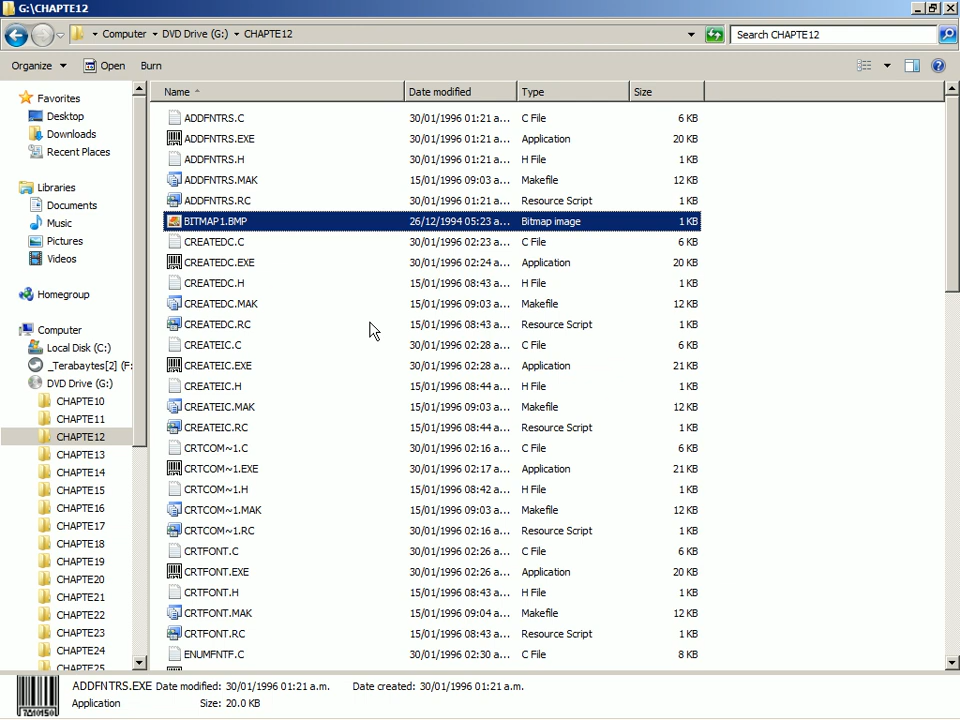 G:\CHAPTE12
Computer DVD Drive (G:) CHAPTE12
Search CHAPTE12
Organize Open Burn
Name Date modified Type Size
Favorites
Desktop
Downloads
Recent Places
Libraries
Documents
Music
Pictures
Videos
Homegroup
Computer
Local Disk (C:)
_Terabaytes[2] (F:
DVD Drive (G:)
CHAPTE10
CHAPTE11
CHAPTE12
CHAPTE13
CHAPTE14
CHAPTE15
CHAPTE16
CHAPTE17
CHAPTE18
CHAPTE19
CHAPTE20
CHAPTE21
CHAPTE22
CHAPTE23
CHAPTE24
CHAPTE25
ADDFNTRS.C 30/01/1996 01:21 a... C File 6 KB
ADDFNTRS.EXE 30/01/1996 01:21 a... Application 20 KB
ADDFNTRS.H 30/01/1996 01:21 a... H File 1 KB
ADDFNTRS.MAK 15/01/1996 09:03 a... Makefile 12 KB
ADDFNTRS.RC 30/01/1996 01:21 a... Resource Script 1 KB
BITMAP1.BMP 26/12/1994 05:23 a... Bitmap image 1 KB
CREATEDC.C 30/01/1996 02:23 a... C File 6 KB
CREATEDC.EXE 30/01/1996 02:24 a... Application 20 KB
CREATEDC.H 15/01/1996 08:43 a... H File 1 KB
CREATEDC.MAK 15/01/1996 09:03 a... Makefile 12 KB
CREATEDC.RC 15/01/1996 08:43 a... Resource Script 1 KB
CREATEIC.C 30/01/1996 02:28 a... C File 6 KB
CREATEIC.EXE 30/01/1996 02:28 a... Application 21 KB
CREATEIC.H 15/01/1996 08:44 a... H File 1 KB
CREATEIC.MAK 15/01/1996 09:03 a... Makefile 12 KB
CREATEIC.RC 15/01/1996 08:44 a... Resource Script 1 KB
CRTCOM~1.C 30/01/1996 02:16 a... C File 6 KB
CRTCOM~1.EXE 30/01/1996 02:17 a... Application 21 KB
CRTCOM~1.H 15/01/1996 08:42 a... H File 1 KB
CRTCOM~1.MAK 15/01/1996 09:03 a... Makefile 12 KB
CRTCOM~1.RC 30/01/1996 02:16 a... Resource Script 1 KB
CRTFONT.C 30/01/1996 02:26 a... C File 6 KB
CRTFONT.EXE 30/01/1996 02:26 a... Application 20 KB
CRTFONT.H 15/01/1996 08:43 a... H File 1 KB
CRTFONT.MAK 15/01/1996 09:04 a... Makefile 12 KB
CRTFONT.RC 15/01/1996 08:43 a... Resource Script 1 KB
ENUMFNTF.C 30/01/1996 02:30 a... C File 8 KB
ADDFNTRS.EXE Date modified: 30/01/1996 01:21 a.m. Date created: 30/01/1996 01:21 a.m.
Application Size: 20.0 KB